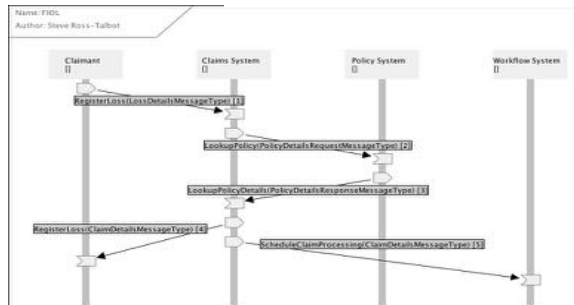 Name: FIOL
Author: Steve Ross-Talbot
Claimant
[]
Claims System
[]
Policy System
[]
Workflow System
[]
RegisterLoss(LossDetailsMessageType) [1]
LookupPolicy(PolicyDetailsRequestMessageType) [2]
LookupPolicyDetails(PolicyDetailsResponseMessageType) [3]
RegisterLoss(ClaimDetailsMessageType) [4]
ScheduleClaimProcessing(ClaimDetailsMessageType) [5]